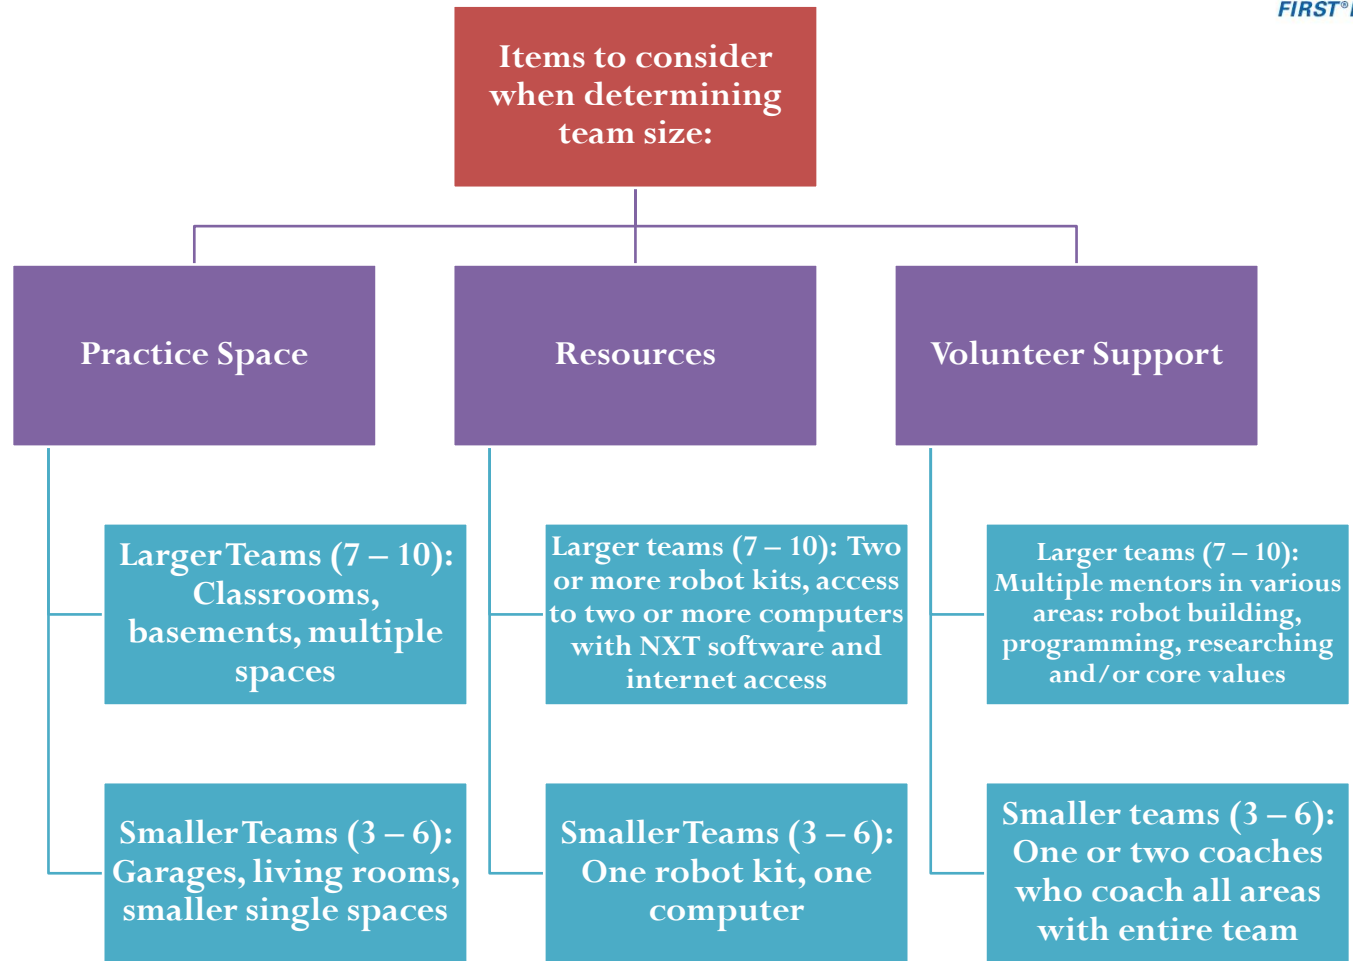 FIRST®
Items to consider
when determining
team size:
Practice Space
Resources
Volunteer Support
Larger Teams (7 – 10):
Classrooms,
basements, multiple
spaces
Larger teams (7 – 10): Two
or more robot kits, access
to two or more computers
with NXT software and
internet access
Larger teams (7 – 10):
Multiple mentors in various
areas: robot building,
programming, researching
and/or core values
Smaller Teams (3 – 6):
Garages, living rooms,
smaller single spaces
Smaller Teams (3 – 6):
One robot kit, one
computer
Smaller teams (3 – 6):
One or two coaches
who coach all areas
with entire team